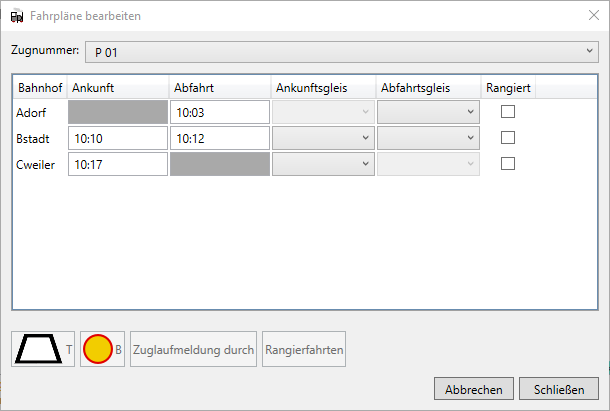 Fahrpläne bearbeiten
Zugnummer: P 01
Bahnhof Ankunft Abfahrt Ankunftsgleis Abfahrtsgleis Rangiert
Adorf 10:03
Bstadt 10:10 10:12
Cweiler 10:17
T B Zuglaufmeldung durch Rangierfahrten
Abbrechen Schließen